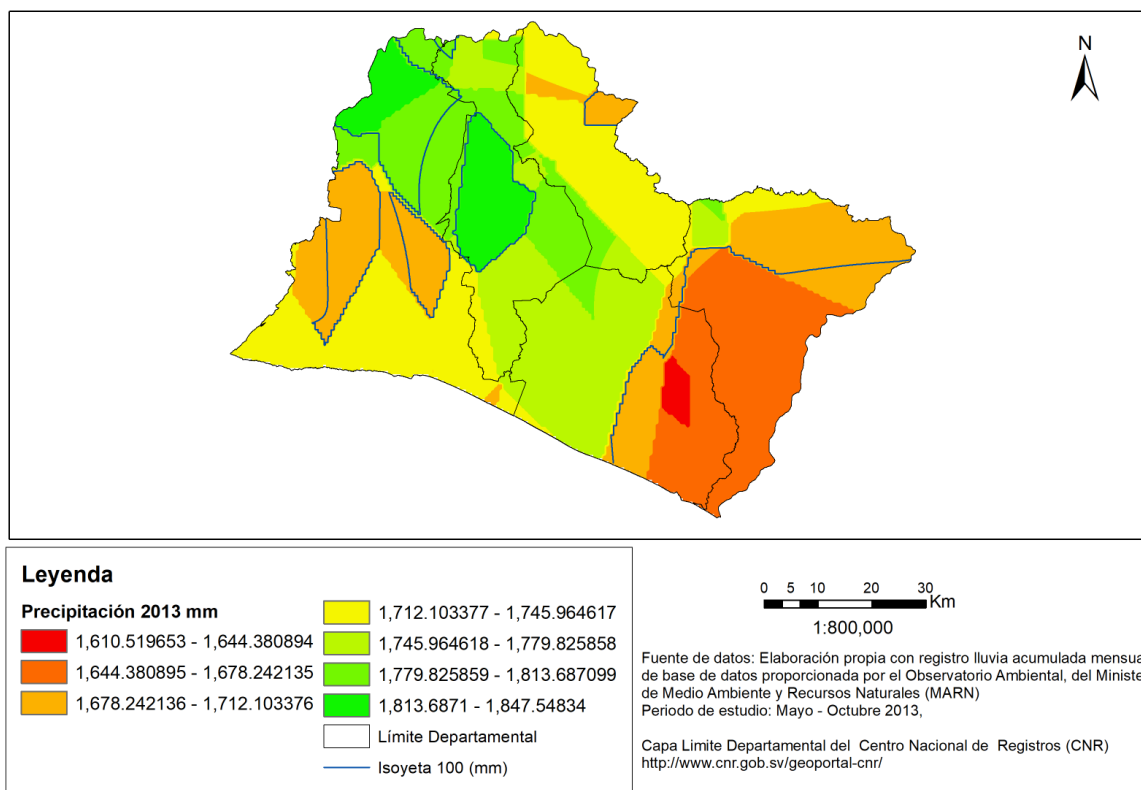 N
Leyenda
Precipitación 2013 mm
1,610.519653 - 1,644.380894
1,644.380895 - 1,678.242135
1,678.242136 - 1,712.103376
1,712.103377 - 1,745.964617
1,745.964618 - 1,779.825858
1,779.825859 - 1,813.687099
1,813.6871 - 1,847.54834
Límite Departamental
Isoyeta 100 (mm)
0 5 10 20 30
Km
1:800,000
Fuente de datos: Elaboración propia con registro lluvia acumulada mensua
de base de datos proporcionada por el Observatorio Ambiental, del Ministe
de Medio Ambiente y Recursos Naturales (MARN)
Periodo de estudio: Mayo - Octubre 2013,
Capa Limite Departamental del Centro Nacional de Registros (CNR)
http://www.cnr.gob.sv/geoportal-cnr/